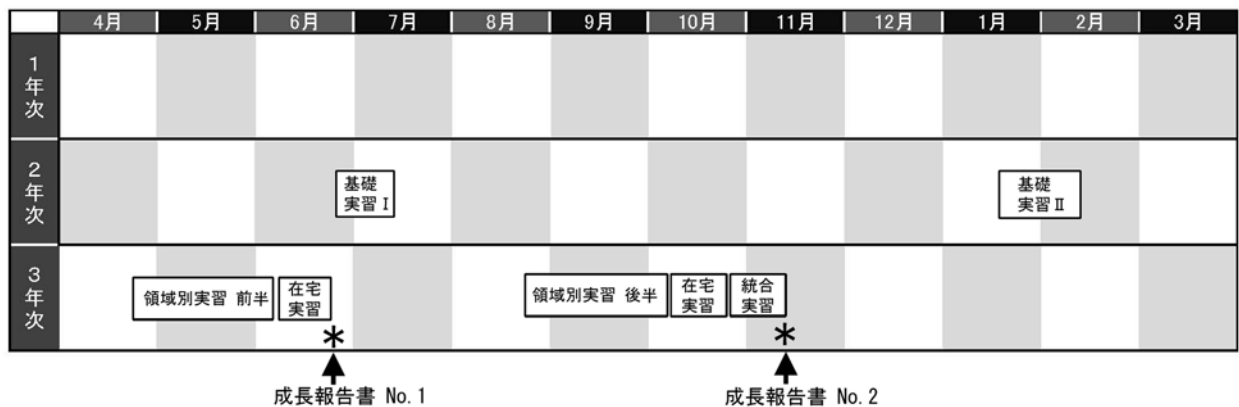 4月 5月 6月 7月 8月 9月 10月 11月 12月 1月 2月 3月
1年次
2年次
基礎
実習Ⅰ
基礎
実習Ⅱ
3年次
領域別実習 前半
在宅
実習
領域別実習 後半
在宅
実習
統合
実習
*
*
成長報告書 No.1
成長報告書 No.2